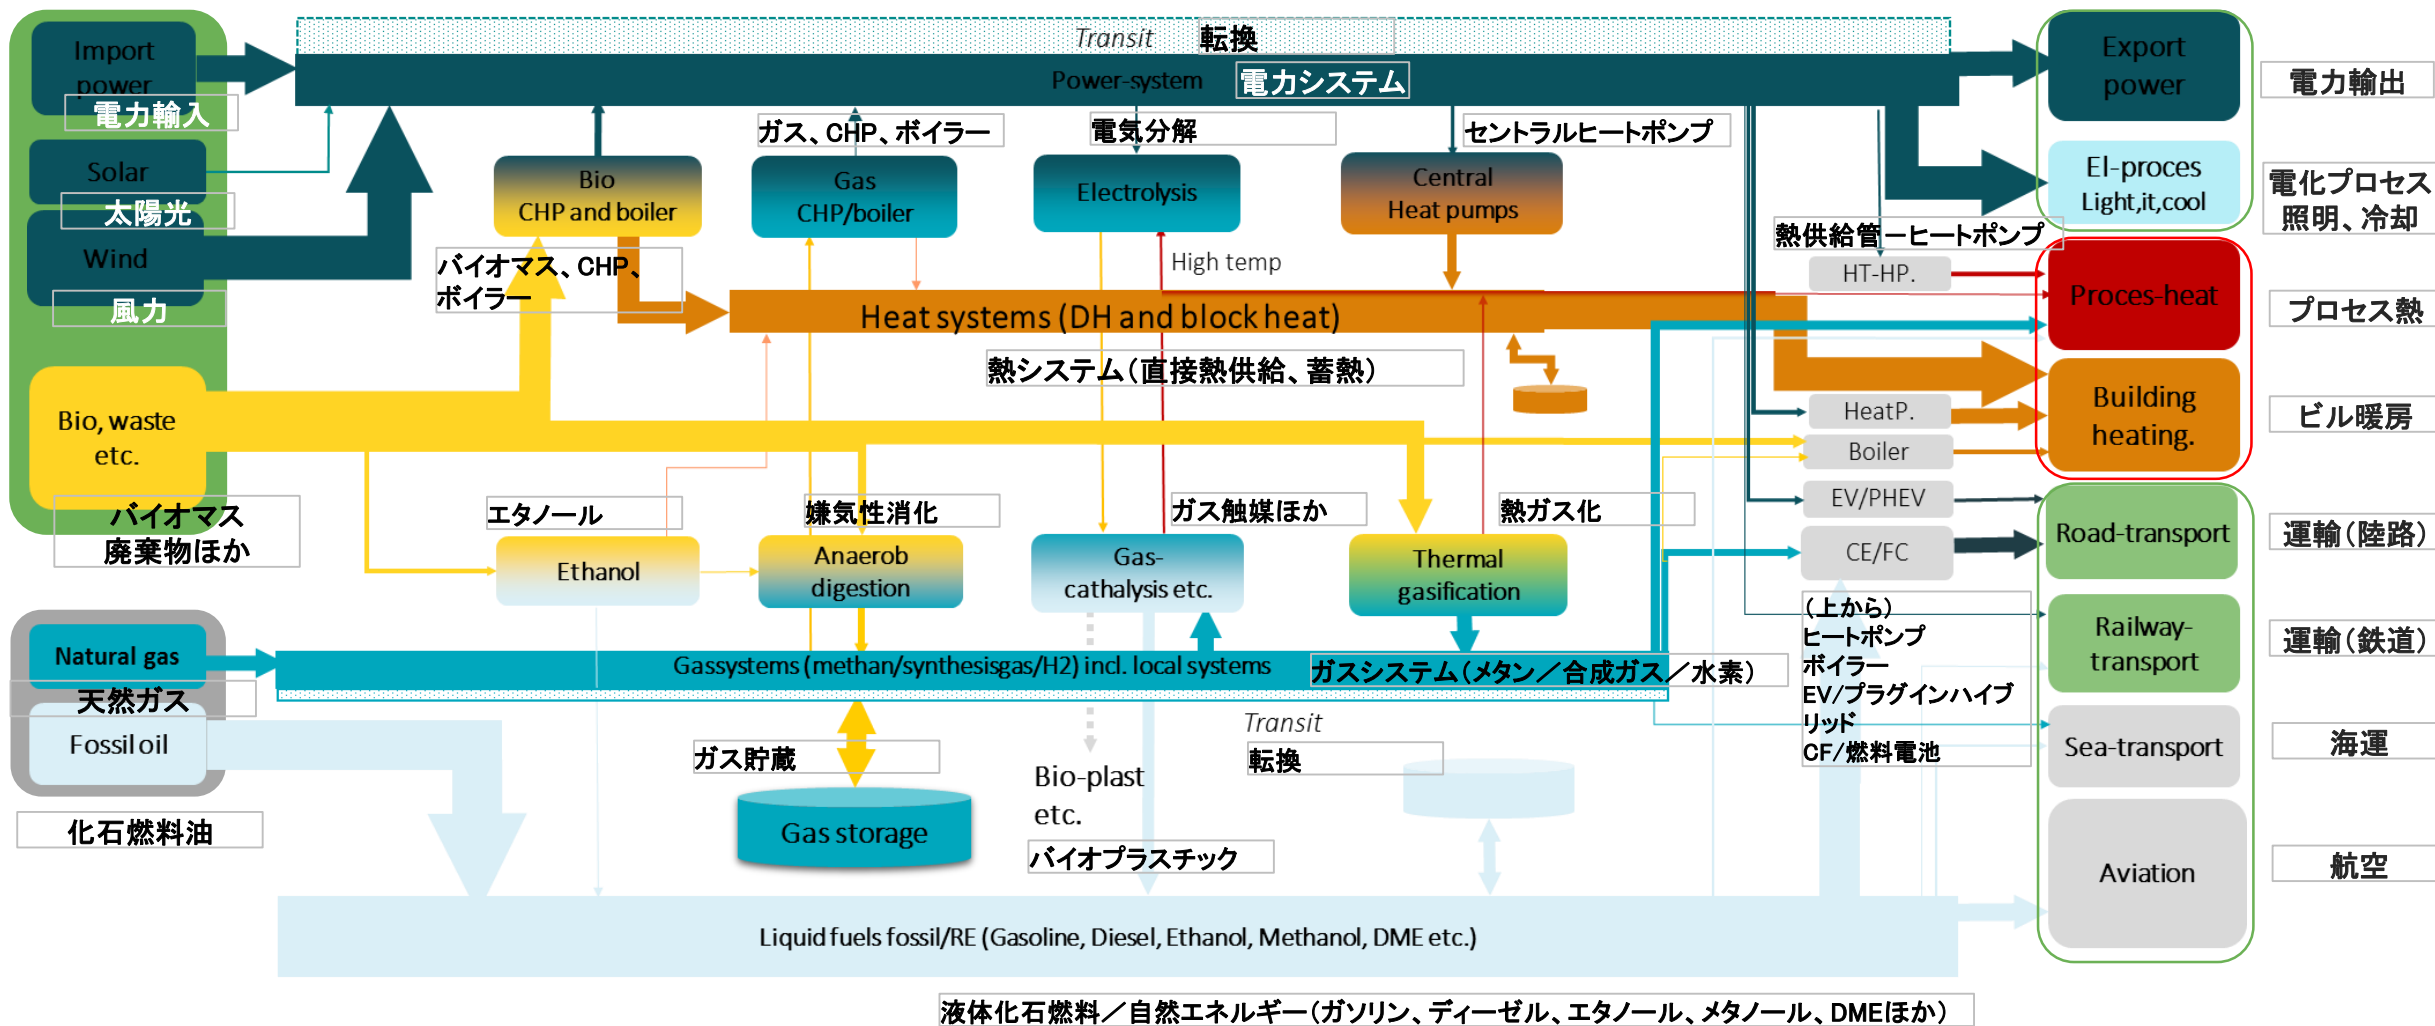 Import
power
電力輸入
Solar
太陽光
Wind
風力
Bio, waste
etc.
バイオマス
廃棄物ほか
Natural gas
天然ガス
Fossil oil
化石燃料油
Transit
転換
Power-system
電力システム
ガス、CHP、ボイラー
電気分解
セントラルヒートポンプ
Bio
CHP and boiler
Gas
CHP/boiler
Electrolysis
Central
Heat pumps
バイオマス、CHP、
ボイラー
High temp
Heat systems (DH and block heat)
熱システム（直接熱供給、蓄熱）
エタノール
嫌気性消化
ガス触媒ほか
熱ガス化
Ethanol
Anaerob
digestion
Gas-
cathalysis etc.
Thermal
gasification
Gassystems (methan/synthesisgas/H2) incl. local systems
ガスシステム（メタン／合成ガス／水素）
Transit
転換
ガス貯蔵
Gas storage
Bio-plast
etc.
バイオプラスチック
Liquid fuels fossil/RE (Gasoline, Diesel, Ethanol, Methanol, DME etc.)
液体化石燃料／自然エネルギー（ガソリン、ディーゼル、エタノール、メタノール、DMEほか）
熱供給管－ヒートポンプ
HT-HP.
HeatP.
Boiler
EV/PHEV
CE/FC
（上から）
ヒートポンプ
ボイラー
EV/プラグインハイブ
リッド
CF/燃料電池
Export
power
電力輸出
El-proces
Light,it,cool
電化プロセス
照明、冷却
Proces-heat
プロセス熱
Building
heating.
ビル暖房
Road-transport
運輸（陸路）
Railway-
transport
運輸（鉄道）
Sea-transport
海運
Aviation
航空